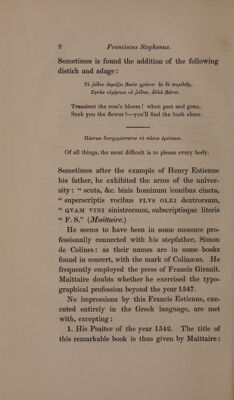 2 Franciscus Stephanus.
Sometimes is found the addition of the following
distich and adage :
Τὸ ῥόδον ἀκμάζει βαιὸν χρόνον· ἢν δὲ παρέλθῃ,
Ζητῶν εὑρήσεις οὐ ῥόδον, ἀλλὰ βάτον.
Transient the rose's bloom ! when past and gone,
Seek you the flower ?—you'll find the bush alone.
Πάντων δυσχερέστατον τὸ πᾶσιν ἀρέσκειν.
Of all things, the most difficult is to please every body.
Sometimes after the example of Henry Estienne
his father, he exhibited the arms of the univer-
sity : “ scuta, &c. binis hominum iconibus cincta,
“ superscriptis vocibus PLVS OLEI dextrorsum,
“ QVAM VINI sinistrorsum, subscriptisque literis
“ F. S.” (Maittaire.)
He seems to have been in some measure pro-
fessionally connected with his stepfather, Simon
de Colines : as their names are in some books
found in concert, with the mark of Colinæus. He
frequently employed the press of Francis Girault.
Maittaire doubts whether he exercised the typo-
graphical profession beyond the year 1547.
No impressions by this Francis Estienne, exe-
cuted entirely in the Greek language, are met
with, excepting :
1. His Psalter of the year 1542. The title of
this remarkable book is thus given by Maittaire :